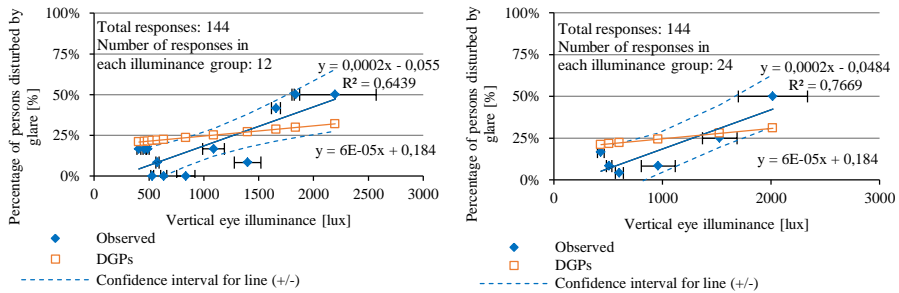 Percentage of persons disturbed by
glare [%]
100%
75%
50%
25%
0%
Total responses: 144
Number of responses in
each illuminance group: 12
y = 0,0002x - 0,055
R² = 0,6439
y = 6E-05x + 0,184
0
500
1000
1500
2000
2500
3000
Vertical eye illuminance [lux]
Observed
DGPs
Confidence interval for line (+/-)
Percentage of persons disturbed by
glare [%]
100%
75%
50%
25%
0%
Total responses: 144
Number of responses in
each illuminance group: 24
y = 0,0002x - 0,0484
R² = 0,7669
y = 6E-05x + 0,184
0
1000
2000
3000
Vertical eye illuminance [lux]
Observed
DGPs
Confidence interval for line (+/-)